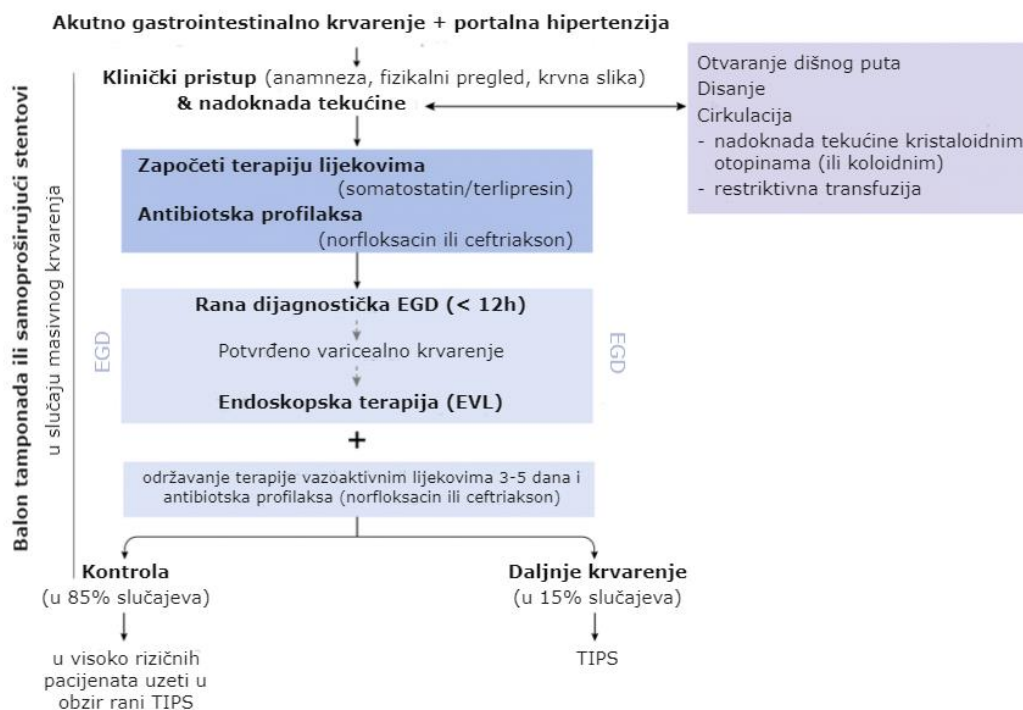 Akutno gastrointestinalno krvarenje + portalna hipertenzija
Klinički pristup (anamneza, fizikalni pregled, krvna slika)
& nadoknada tekućine
Otvaranje dišnog puta
Disanje
Cirkulacija
- nadoknada tekućine kristaloidnim
otopinama (ili koloidnim)
- restriktivna transfuzija
Balon tamponada ili samoproširujući stentovi
u slučaju masivnog krvarenja
Započeti terapiju lijekovima
(somatostatin/terlipresin)
Antibiotska profilaksa
(norfloksacin ili ceftriakson)
EGD
Rana dijagnostička EGD (< 12h)
Potvrđeno varicealno krvarenje
Endoskopska terapija (EVL)
EGD
+
održavanje terapije vazoaktivnim lijekovima 3-5 dana i
antibiotska profilaksa (norfloksacin ili ceftriakson)
Kontrola
(u 85% slučajeva)
u visoko rizičnih
pacijenata uzeti u
obzir rani TIPS
Daljnje krvarenje
(u 15% slučajeva)
TIPS